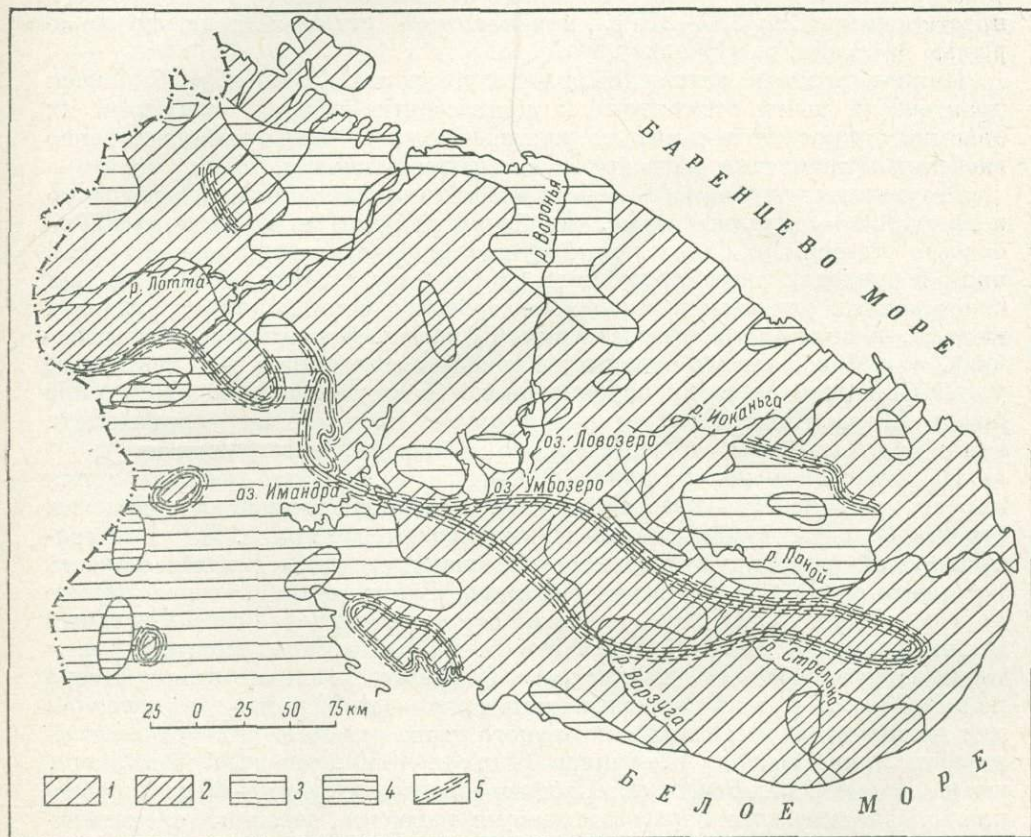 БАРЕНЦЕВО МОРЕ
р. Воронья
р. Лотта
р. Иоканьга
оз. Ловозеро
оз. Имандра
оз. Умбозеро
р. Поной
р. Стрельна
р. Варзуга
25 0 25 50 75 км
БЕЛОЕ МОРЕ
1 2 3 4 5